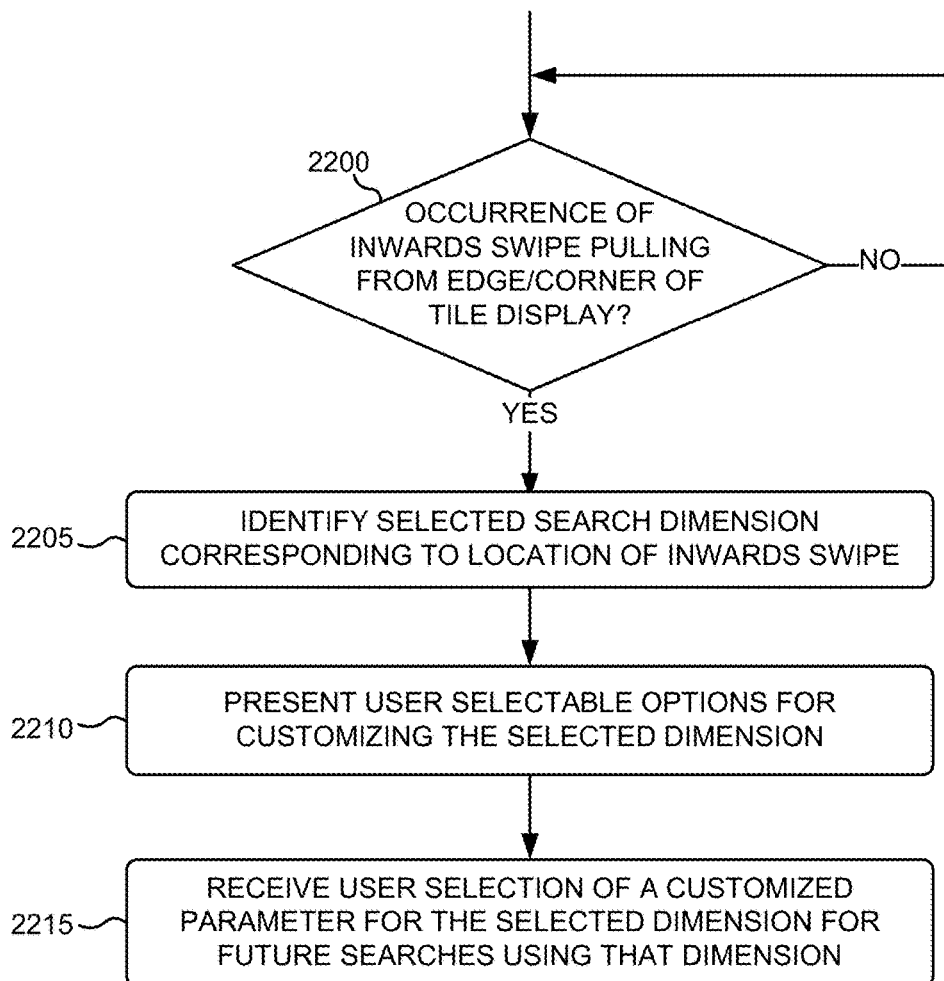 2200
OCCURRENCE OF
INWARDS SWIPE PULLING
FROM EDGE/CORNER OF
TILE DISPLAY?
NO
YES
2205
IDENTIFY SELECTED SEARCH DIMENSION
CORRESPONDING TO LOCATION OF INWARDS SWIPE
2210
PRESENT USER SELECTABLE OPTIONS FOR
CUSTOMIZING THE SELECTED DIMENSION
2215
RECEIVE USER SELECTION OF A CUSTOMIZED
PARAMETER FOR THE SELECTED DIMENSION FOR
FUTURE SEARCHES USING THAT DIMENSION